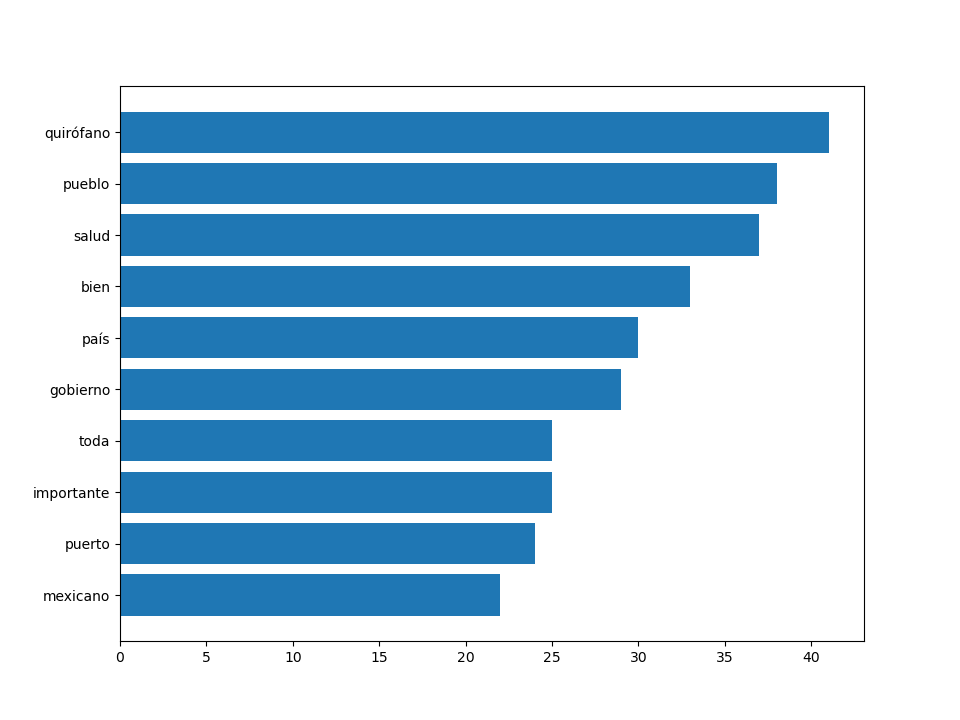 quirófano
pueblo
salud
bien
país
gobierno
toda
importante
puerto
mexicano
0 5 10 15 20 25 30 35 40